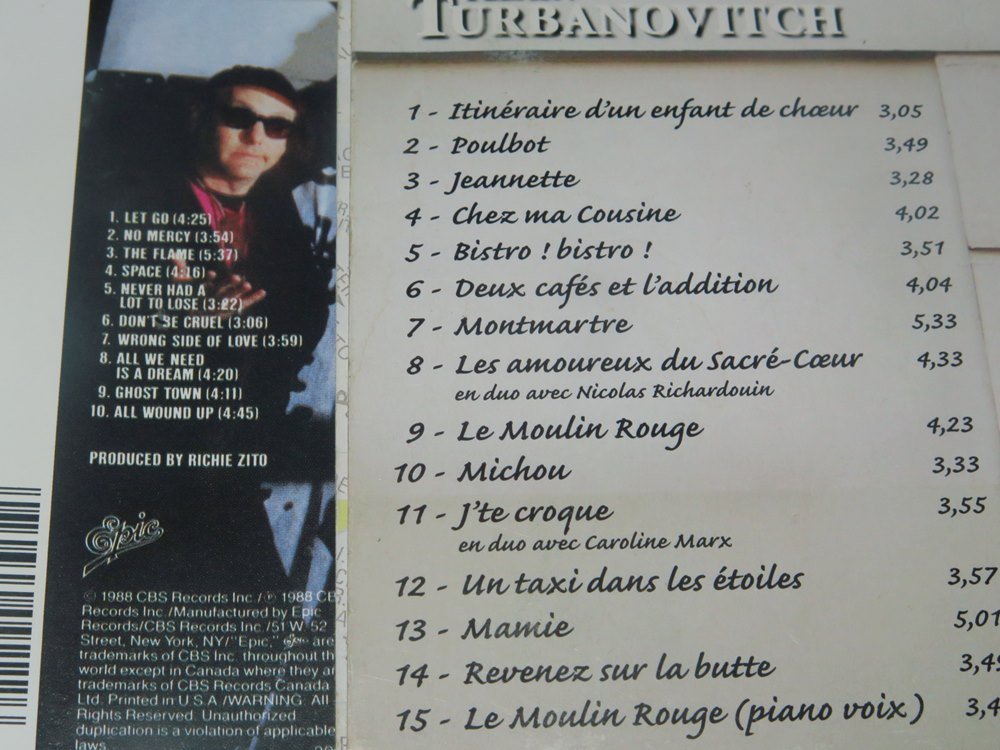 1. LET GO (4:25)
2. NO MERCY (3:54)
3. THE FLAME (5:37)
4. SPACE (4:16)
5. NEVER HAD A
LOT TO LOSE (3:22)
6. DON'T BE CRUEL (3:06)
7. WRONG SIDE OF LOVE (3:59)
8. ALL WE NEED
IS A DREAM (4:20)
9. GHOST TOWN (4:11)
10. ALL WOUND UP (4:45)
PRODUCED BY RICHIE ZITO
Epic
© 1988 CBS Records Inc./℗ 1988 CB
Records Inc./Manufactured by Epic
Records/CBS Records Inc./51 W. 52
Street, New York, NY/"Epic," Epic are
trademarks of CBS Inc. throughout th
world except in Canada where they ar
trademarks of CBS Records Canada
Ltd. Printed in U.S.A./WARNING: All
Rights Reserved. Unauthorized
duplication is a violation of applicable
laws.
TURBANOVITCH
1 - Itinéraire d'un enfant de chœur 3,05
2 - Poulbot 3,49
3 - Jeannette 3,28
4 - Chez ma Cousine 4,02
5 - Bistro ! bistro ! 3,51
6 - Deux cafés et l'addition 4,04
7 - Montmartre 5,33
8 - Les amoureux du Sacré-Cœur 4,33
en duo avec Nicolas Richardouin
9 - Le Moulin Rouge 4,23
10 - Michou 3,33
11 - J'te croque 3,55
en duo avec Caroline Marx
12 - Un taxi dans les étoiles 3,57
13 - Mamie 5,01
14 - Revenez sur la butte 3,4
15 - Le Moulin Rouge (piano voix) 3,4